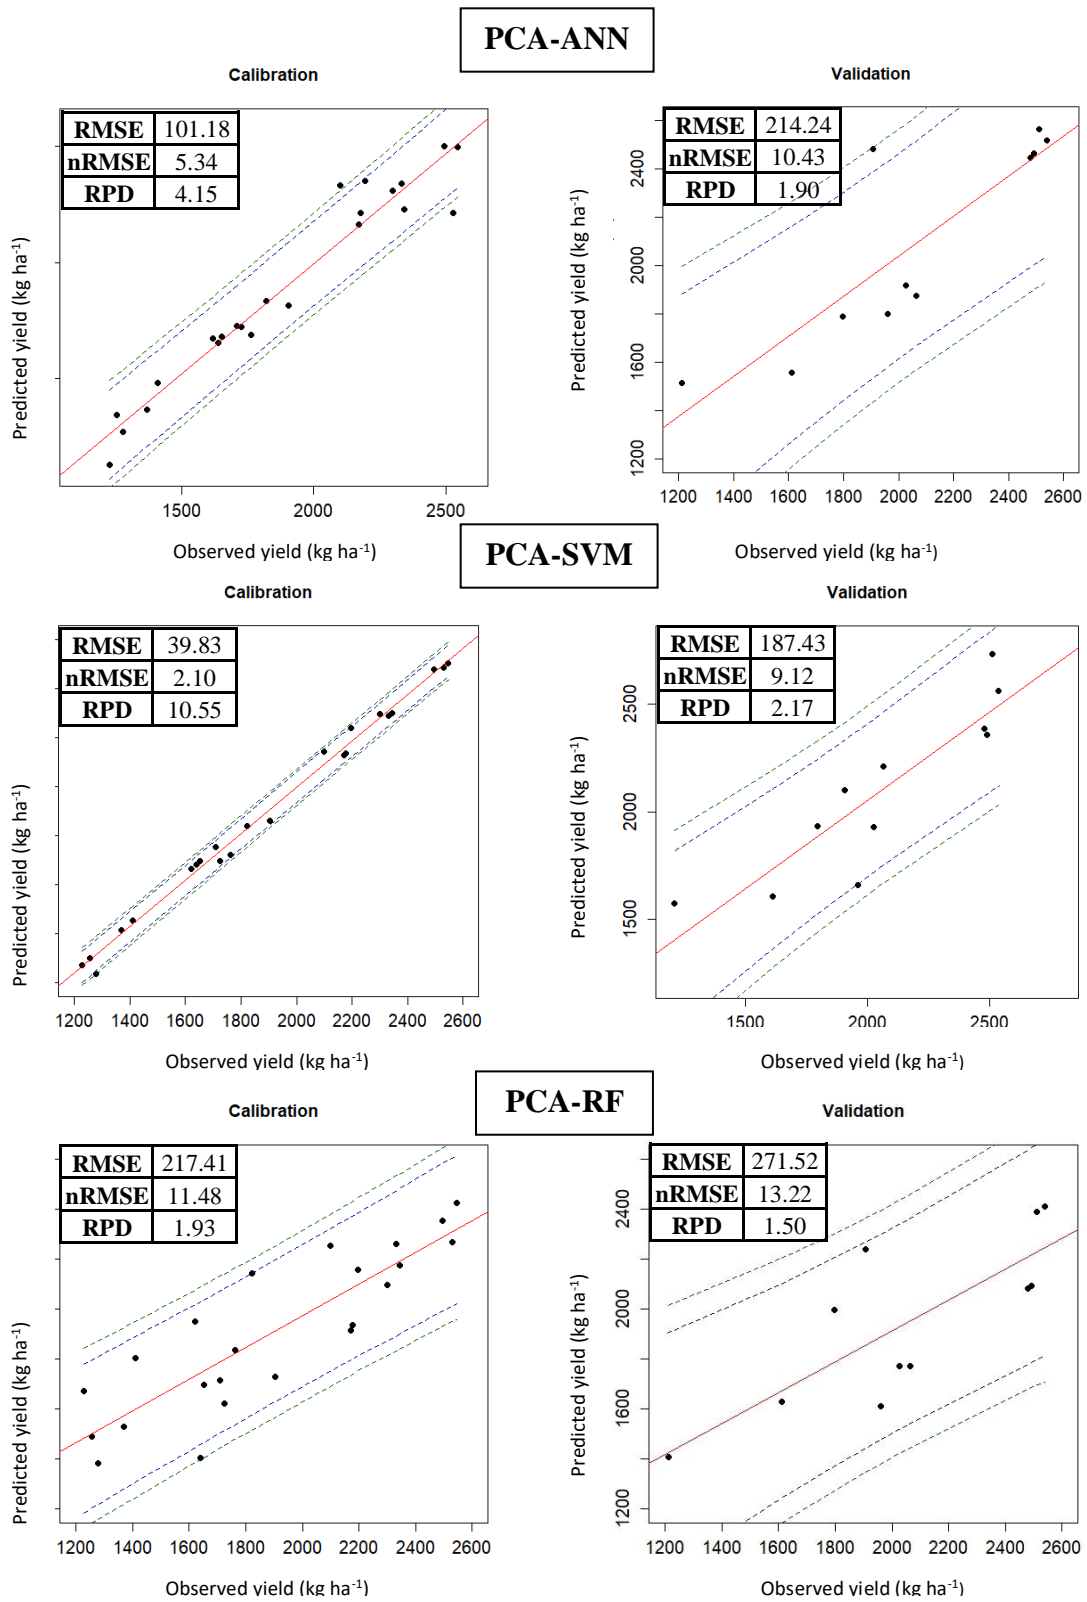 PCA-ANN
Calibration
Validation
RMSE 101.18
nRMSE 5.34
RPD 4.15
Predicted yield (kg ha-1)
1500 2000 2500
Observed yield (kg ha-1)
RMSE 214.24
nRMSE 10.43
RPD 1.90
Predicted yield (kg ha-1)
2400
2000
1600
1200
1200 1400 1600 1800 2000 2200 2400 2600
Observed yield (kg ha-1)
PCA-SVM
Calibration
Validation
RMSE 39.83
nRMSE 2.10
RPD 10.55
Predicted yield (kg ha-1)
1200 1400 1600 1800 2000 2200 2400 2600
Observed yield (kg ha-1)
RMSE 187.43
nRMSE 9.12
RPD 2.17
Predicted yield (kg ha-1)
2500
2000
1500
1500 2000 2500
Observed yield (kg ha-1)
PCA-RF
Calibration
Validation
RMSE 217.41
nRMSE 11.48
RPD 1.93
Predicted yield (kg ha-1)
1200 1400 1600 1800 2000 2200 2400 2600
Observed yield (kg ha-1)
RMSE 271.52
nRMSE 13.22
RPD 1.50
Predicted yield (kg ha-1)
2400
2000
1600
1200
1200 1400 1600 1800 2000 2200 2400 2600
Observed yield (kg ha-1)